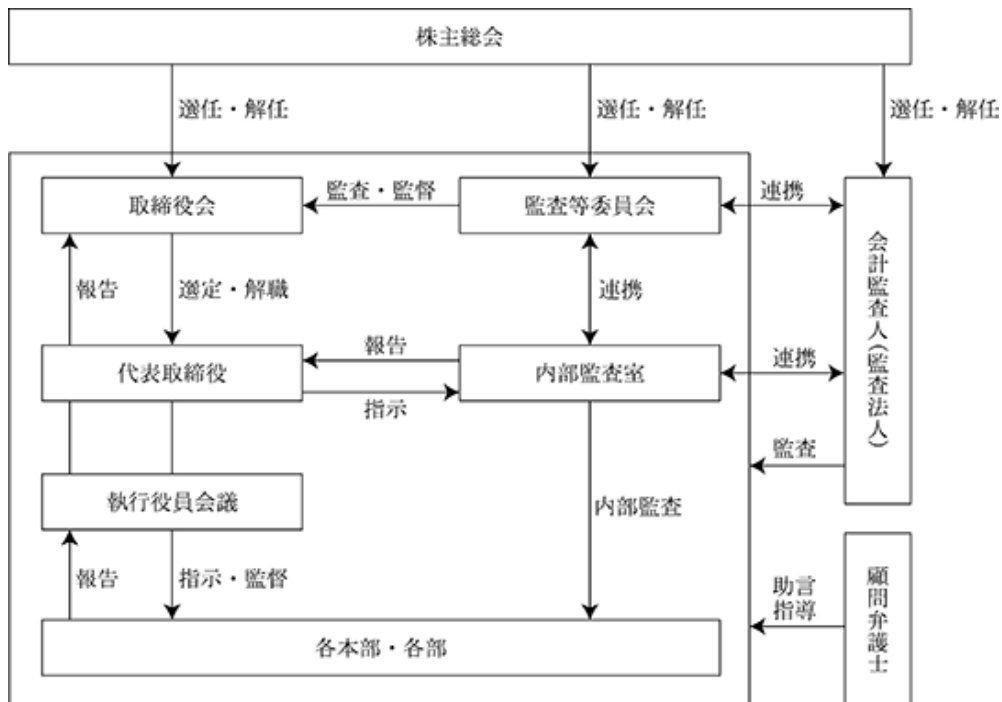 株主総会
選任・解任
選任・解任
選任・解任
取締役会
監査・監督
監査等委員会
連携
会計監査人(監査法人)
報告
選定・解職
連携
代表取締役
報告
指示
内部監査室
連携
監査
執行役員会議
内部監査
報告
指示・監督
助言
指導
顧問弁護士
各本部・各部